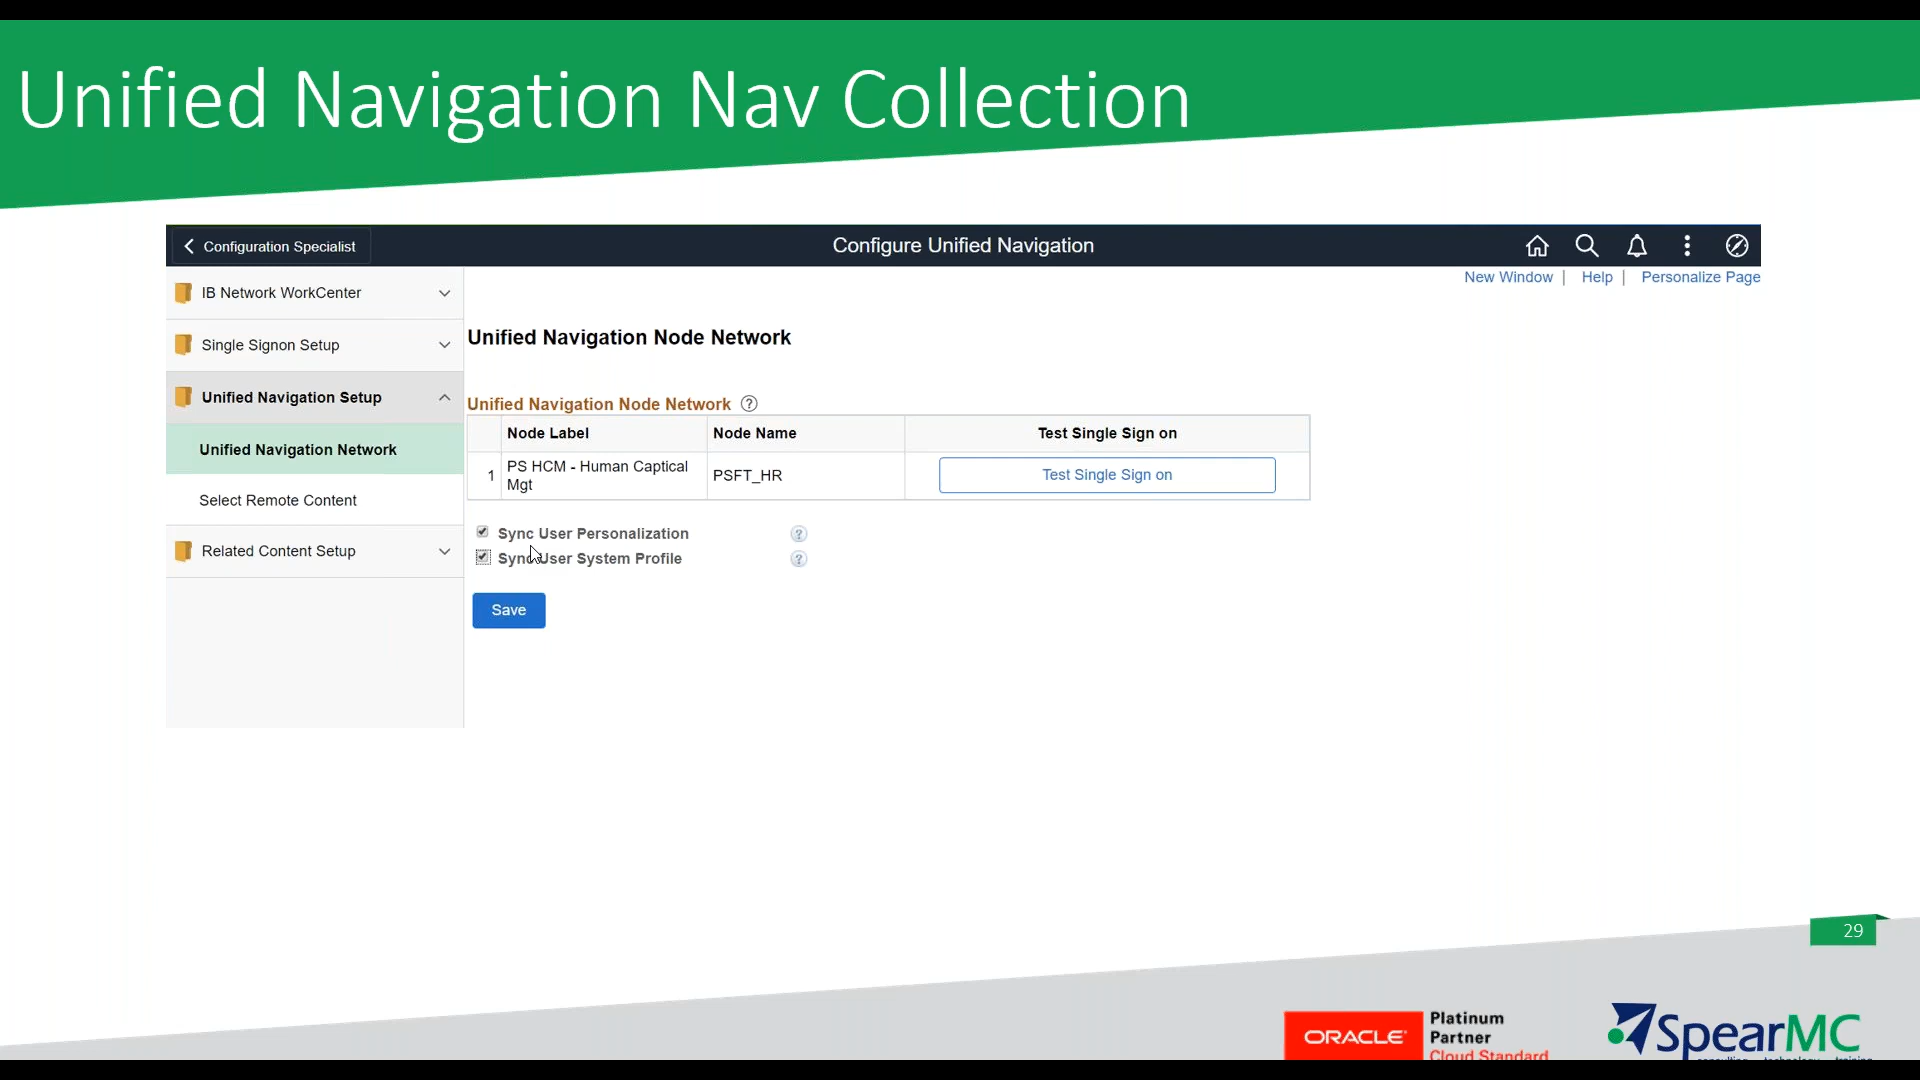 Unified Navigation Nav Collection
Configuration Specialist
Configure Unified Navigation
New Window | Help | Personalize Page
IB Network WorkCenter
Single Signon Setup
Unified Navigation Setup
Unified Navigation Network
Select Remote Content
Related Content Setup
Unified Navigation Node Network
Unified Navigation Node Network ?
Node Label Node Name Test Single Sign on
1 PS HCM - Human Captical Mgt PSFT_HR Test Single Sign on
Sync User Personalization ?
Sync User System Profile ?
Save
29
ORACLE
Platinum
Partner
Cloud Standard
SpearMC